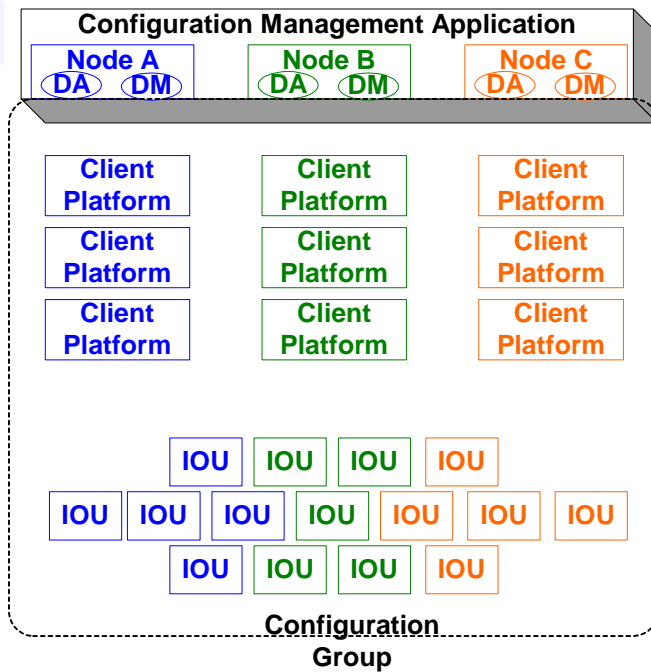 Configuration Management Application
Node A Node B Node C
DA DM DA DM DA DM
Client Client Client
Platform Platform Platform
Client Client Client
Platform Platform Platform
Client Client Client
Platform Platform Platform
IOU IOU IOU IOU
IOU IOU IOU IOU IOU IOU IOU
IOU IOU IOU IOU
Configuration
Group